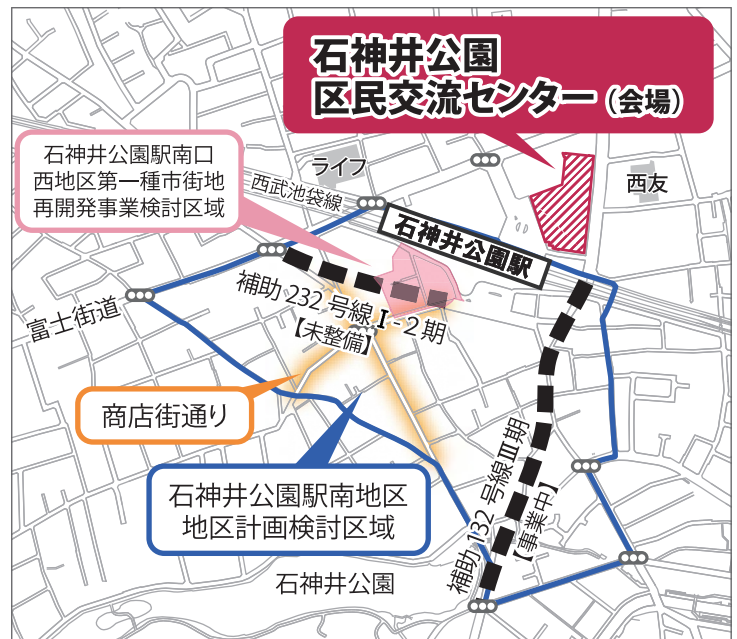 石神井公園
区民交流センター（会場）
石神井公園駅南口
西地区第一種市街地
再開発事業検討区域
ライフ
西武池袋線
西友
石神井公園駅
補助 232 号線Ⅰ-２期
【未整備】
富士街道
商店街通り
石神井公園駅南地区
地区計画検討区域
補助 132 号線Ⅲ期
【事業中】
石神井公園